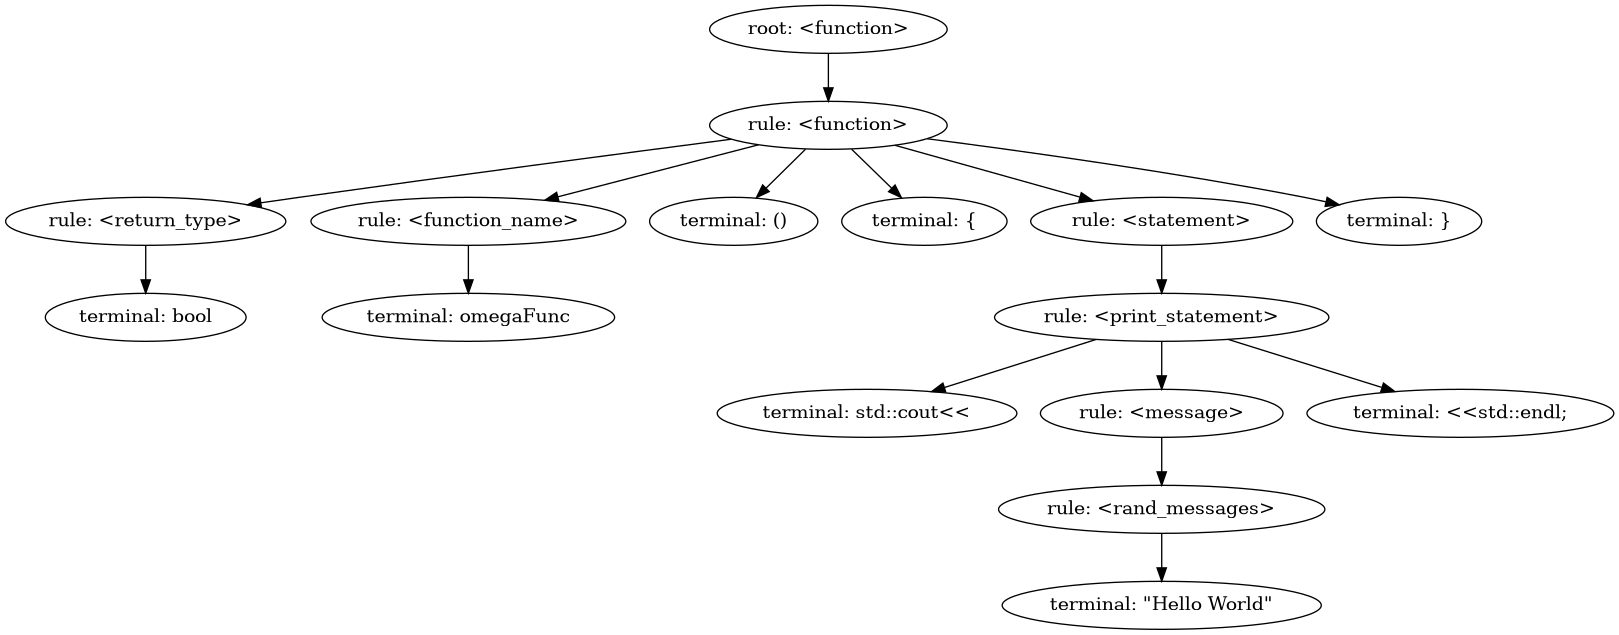 root: <function>
rule: <function>
rule: <return_type>
rule: <function_name>
terminal: ()
terminal: {
rule: <statement>
terminal: }
terminal: bool
terminal: omegaFunc
rule: <print_statement>
terminal: std::cout<<
rule: <message>
terminal: <<std::endl;
rule: <rand_messages>
terminal: "Hello World"